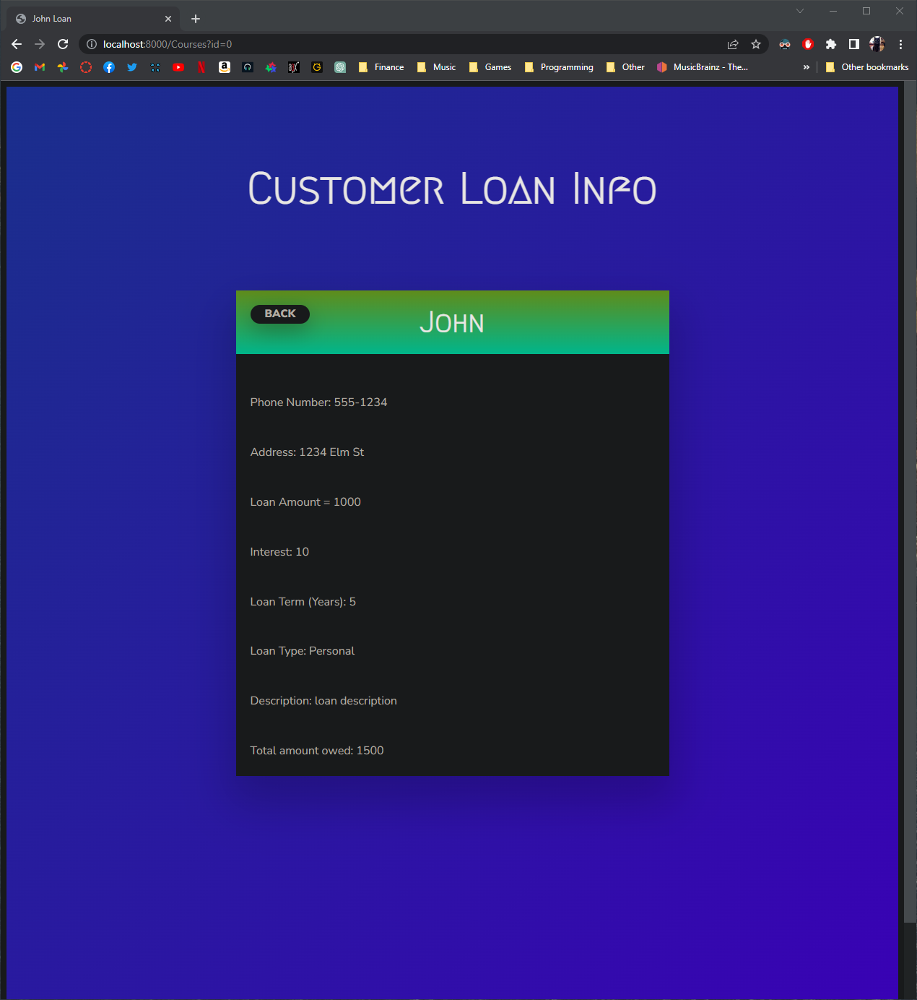 John Loan
localhost:8000/Courses?id=0
Finance Music Games Programming Other MusicBrainz - The... » Other bookmarks
Customer Loan Info
BACK
John
Phone Number: 555-1234
Address: 1234 Elm St
Loan Amount = 1000
Interest: 10
Loan Term (Years): 5
Loan Type: Personal
Description: loan description
Total amount owed: 1500